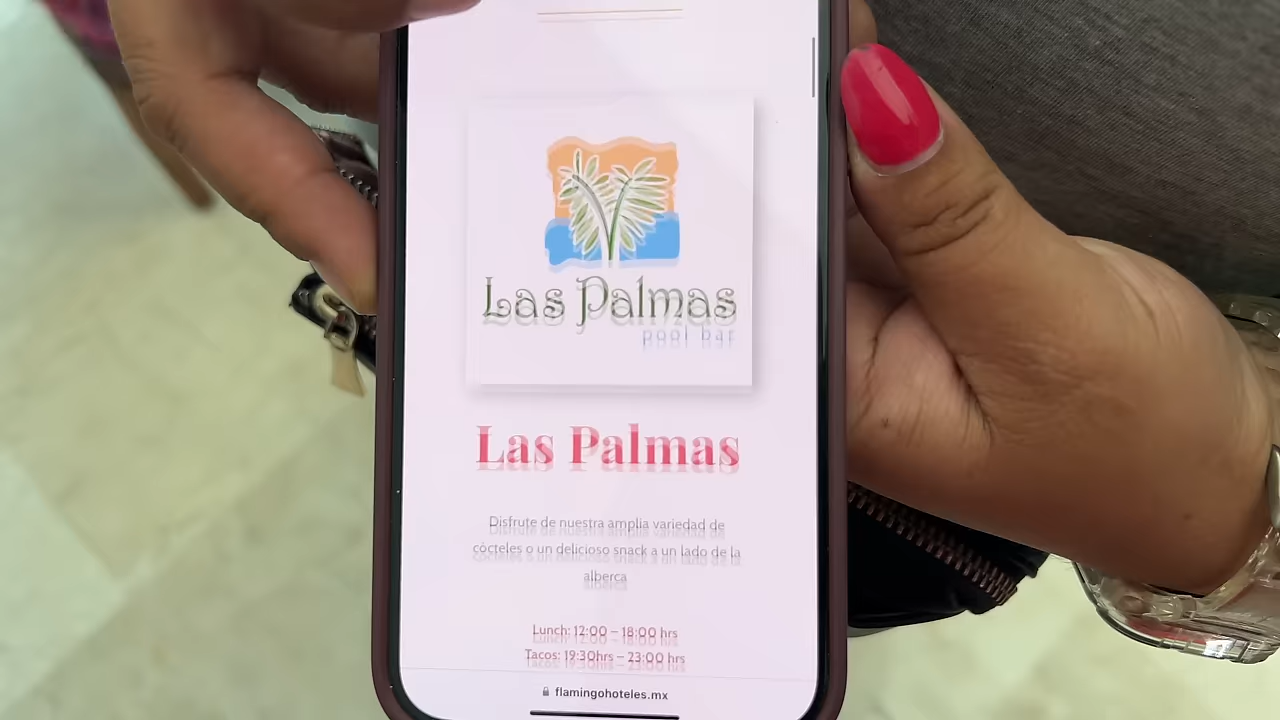 Las Palmas
pool bar
Las Palmas
Disfrute de nuestra amplia variedad de
cócteles o un delicioso snack a un lado de la
alberca
Lunch: 12:00 – 18:00 hrs
Tacos: 19:30hrs – 23:00 hrs
flamingohoteles.mx